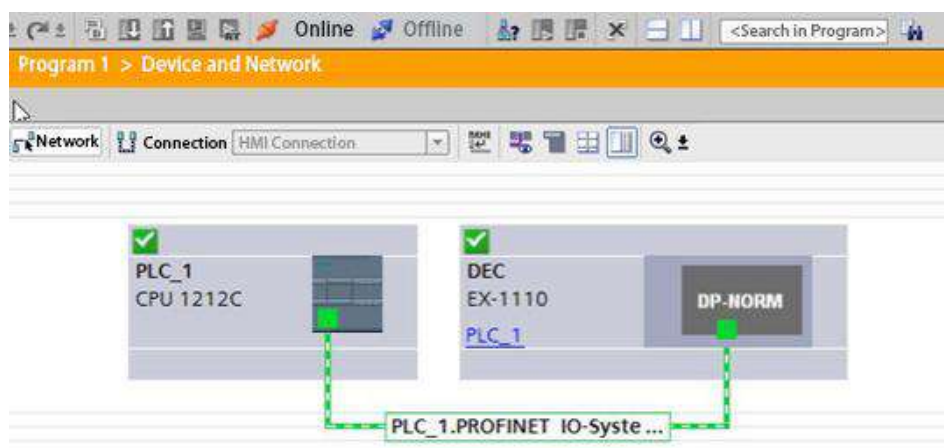 Online Offline <Search in Program>
Program 1 > Device and Network
Network Connection HMI Connection
PLC_1
CPU 1212C
DEC
EX-1110
PLC_1
DP-NORM
PLC_1.PROFINET IO-Syste ...